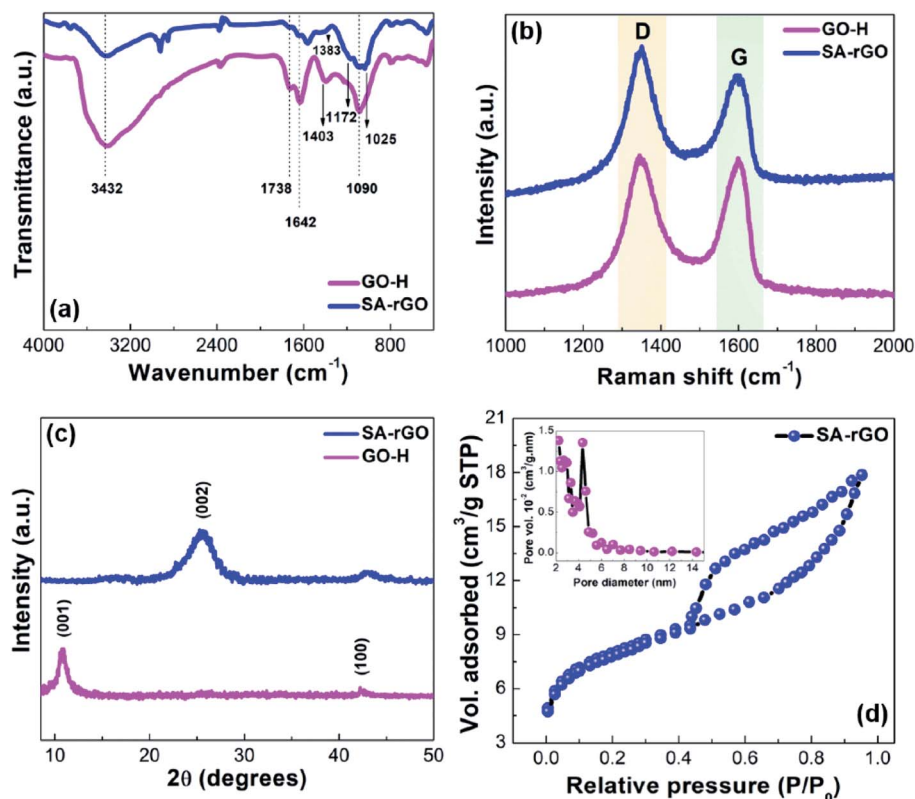 (a)
1383
1403
1172
1025
3432
1738
1090
1642
GO-H
SA-rGO
4000 3200 2400 1600 800
Wavenumber (cm⁻¹)
Transmittance (a.u.)
(b)
D
G
GO-H
SA-rGO
1000 1200 1400 1600 1800 2000
Raman shift (cm⁻¹)
Intensity (a.u.)
(c)
SA-rGO
GO-H
(002)
(001)
(100)
10 20 30 40 50
2θ (degrees)
Intensity (a.u.)
21
18
15
12
9
6
3
Vol. adsorbed (cm³/g STP)
SA-rGO
1.5
1.0
0.5
0.0
Pore vol. 10⁻² (cm³/g.nm)
2 4 6 8 10 12 14
Pore diameter (nm)
(d)
0.0 0.2 0.4 0.6 0.8 1.0
Relative pressure (P/P₀)